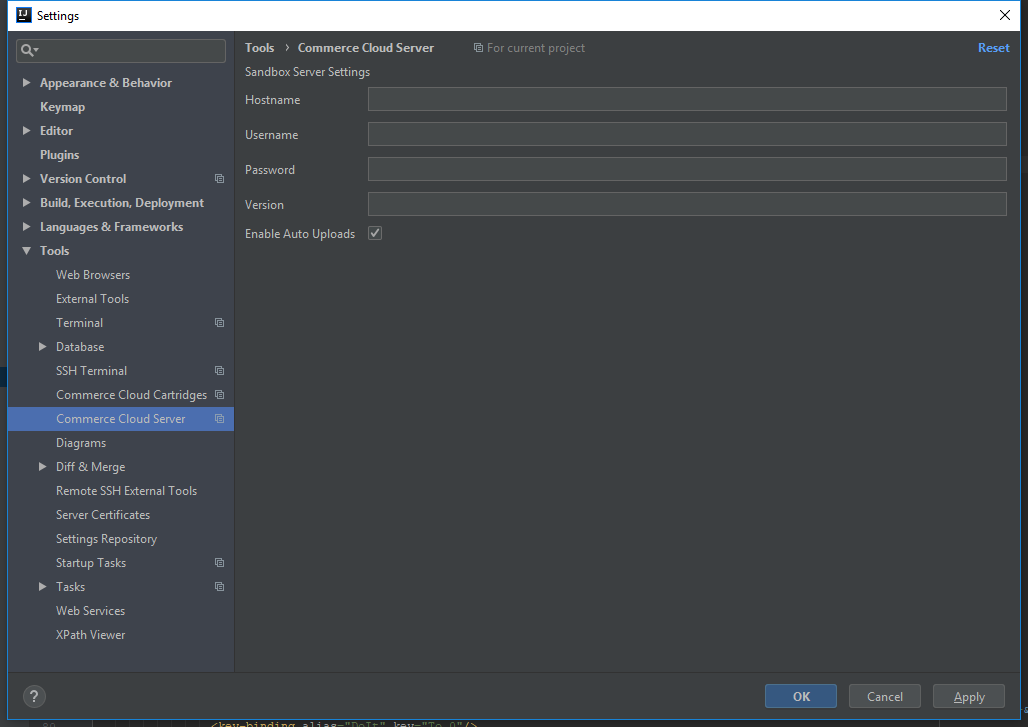 Settings
Tools › Commerce Cloud Server For current project Reset
Sandbox Server Settings
Hostname
Username
Password
Version
Enable Auto Uploads
Appearance & Behavior
Keymap
Editor
Plugins
Version Control
Build, Execution, Deployment
Languages & Frameworks
Tools
Web Browsers
External Tools
Terminal
Database
SSH Terminal
Commerce Cloud Cartridges
Commerce Cloud Server
Diagrams
Diff & Merge
Remote SSH External Tools
Server Certificates
Settings Repository
Startup Tasks
Tasks
Web Services
XPath Viewer
? OK Cancel Apply
<key-binding alias="DoIt" key="To 0"/>